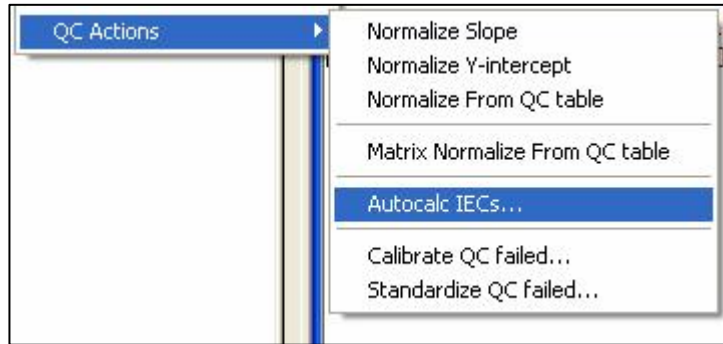 QC Actions
Normalize Slope
Normalize Y-intercept
Normalize From QC table
Matrix Normalize From QC table
Autocalc IECs...
Calibrate QC failed...
Standardize QC failed...